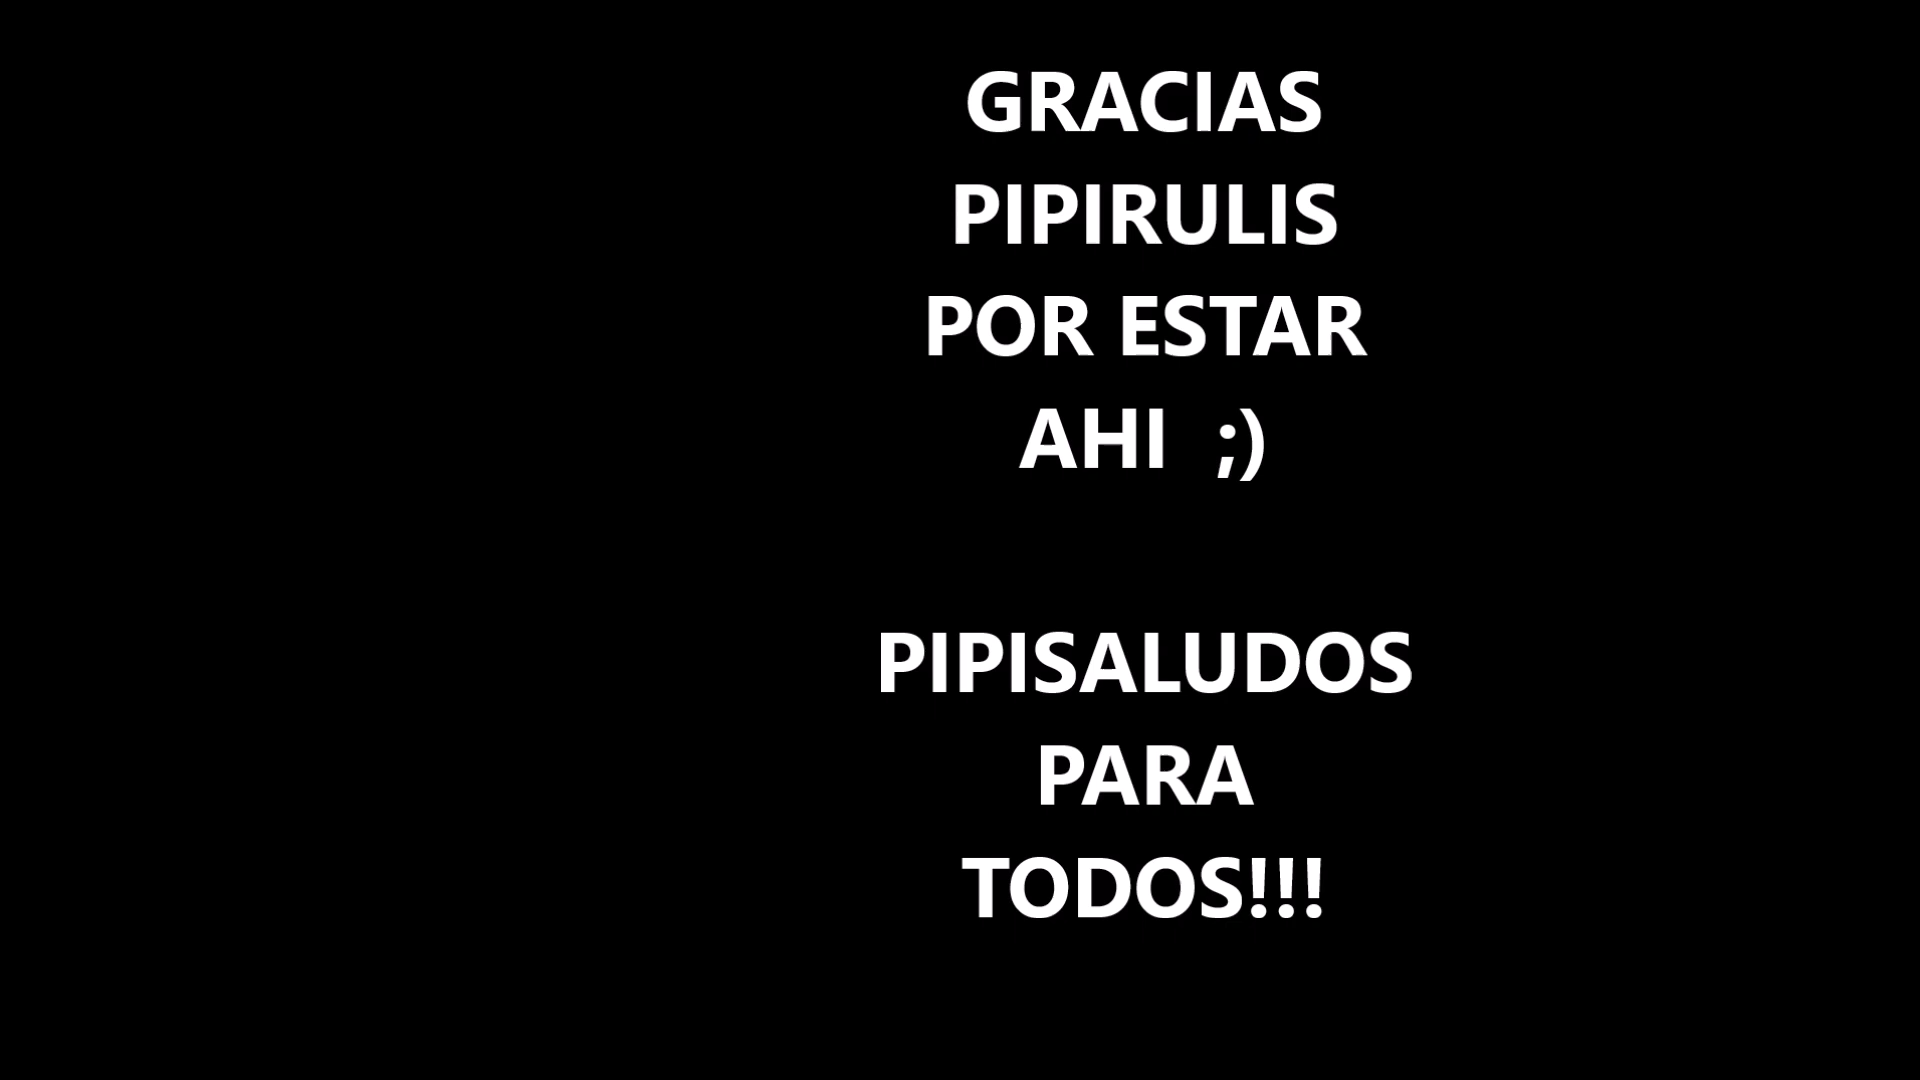 GRACIAS
PIPIRULIS
POR ESTAR
AHI  ;)
PIPISALUDOS
PARA
TODOS!!!